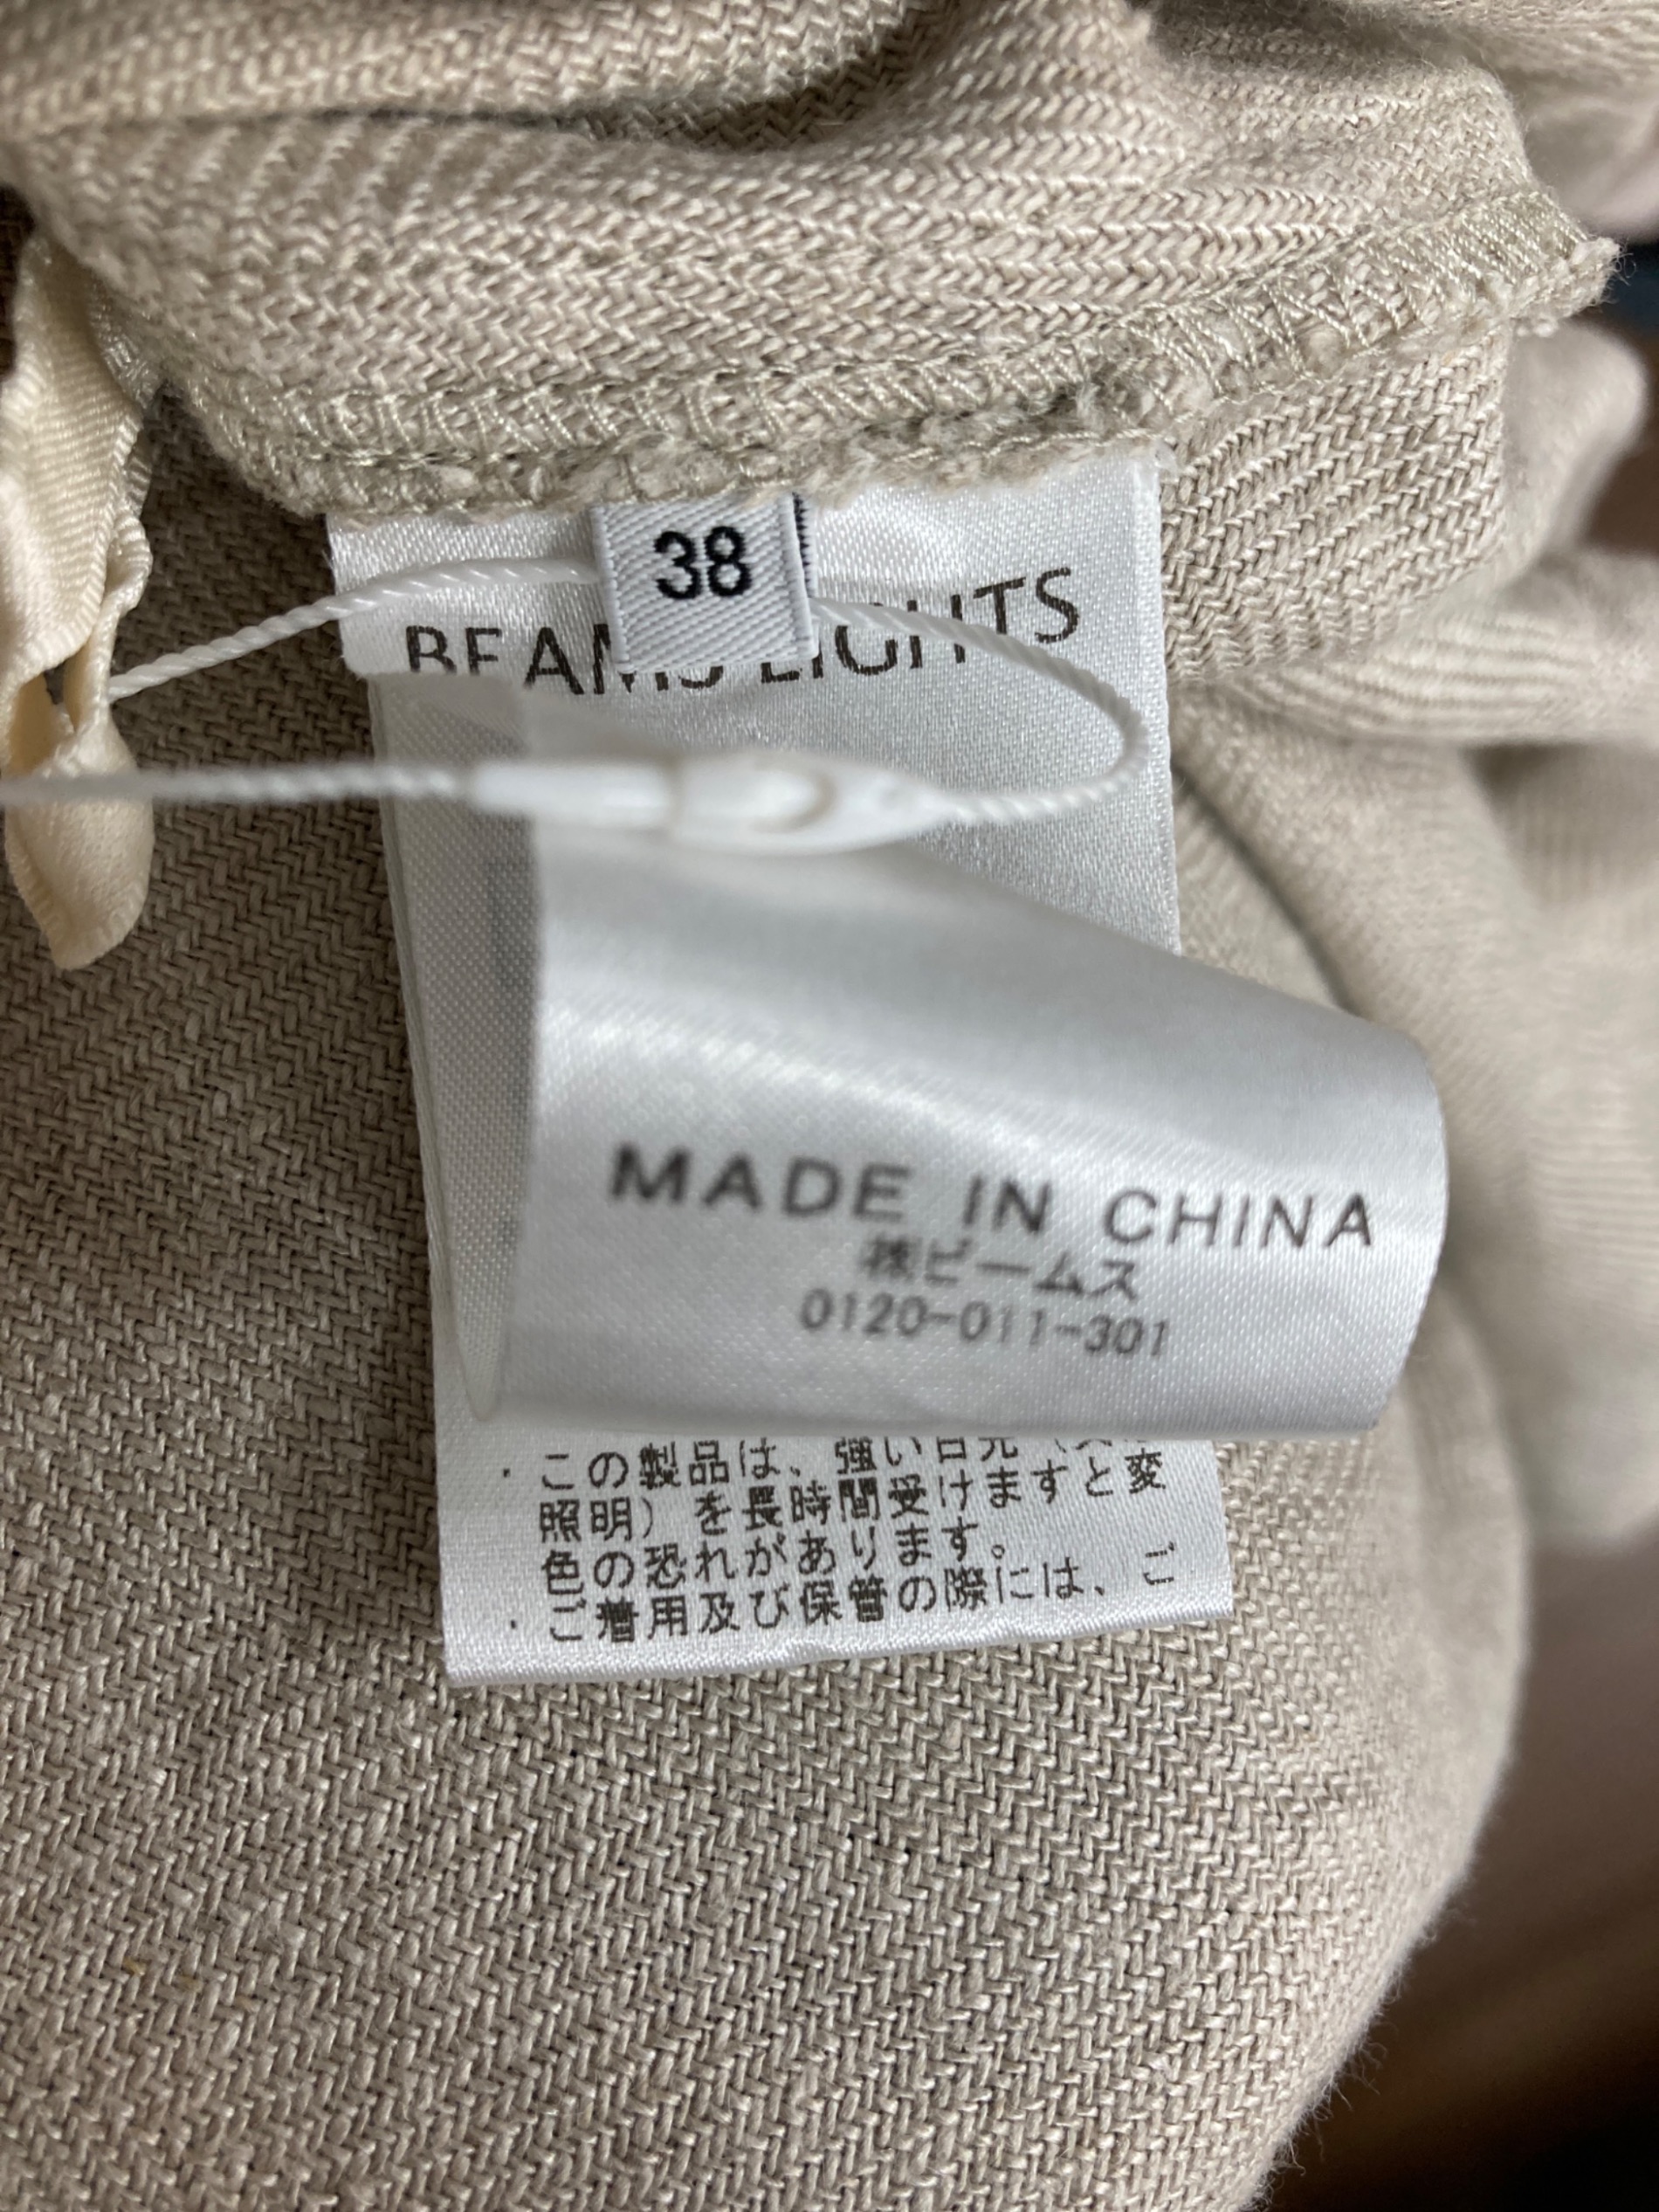 38
BEAMS LIGHTS
MADE IN CHINA
㈱ビームス
0120-011-301
・この製品は、強い日光（
照明）を長時間受けますと変
色の恐れがあります。
・ご着用及び保管の際には、ご